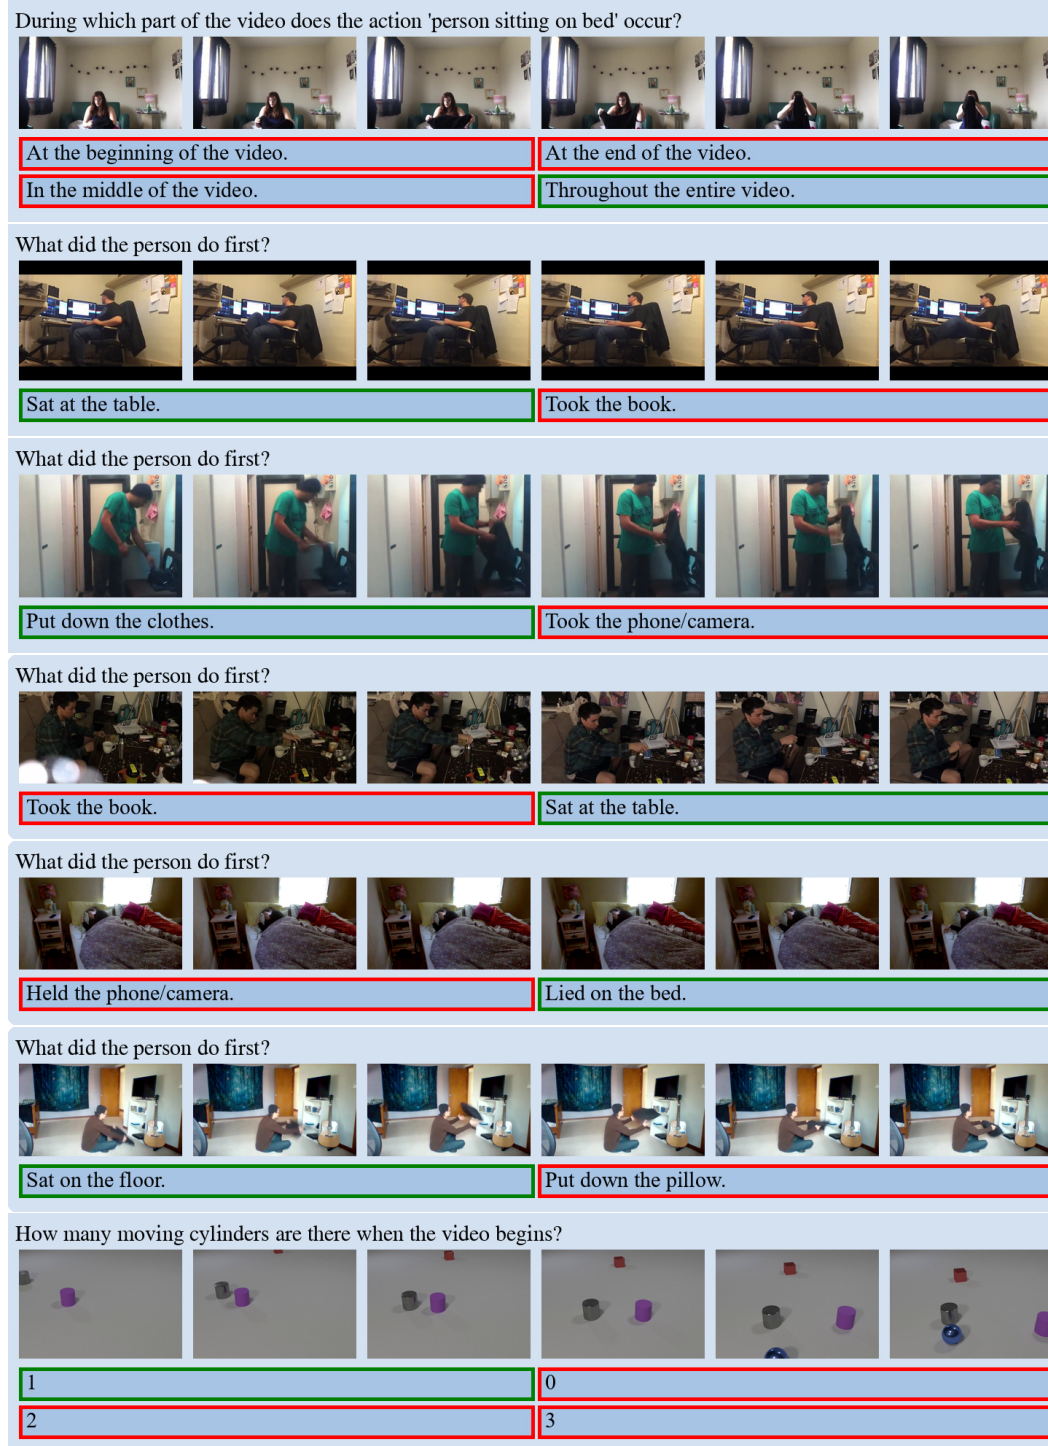 During which part of the video does the action 'person sitting on bed' occur?
At the beginning of the video.
At the end of the video.
In the middle of the video.
Throughout the entire video.
What did the person do first?
Sat at the table.
Took the book.
What did the person do first?
Put down the clothes.
Took the phone/camera.
What did the person do first?
Took the book.
Sat at the table.
What did the person do first?
Held the phone/camera.
Lied on the bed.
What did the person do first?
Sat on the floor.
Put down the pillow.
How many moving cylinders are there when the video begins?
1
0
2
3